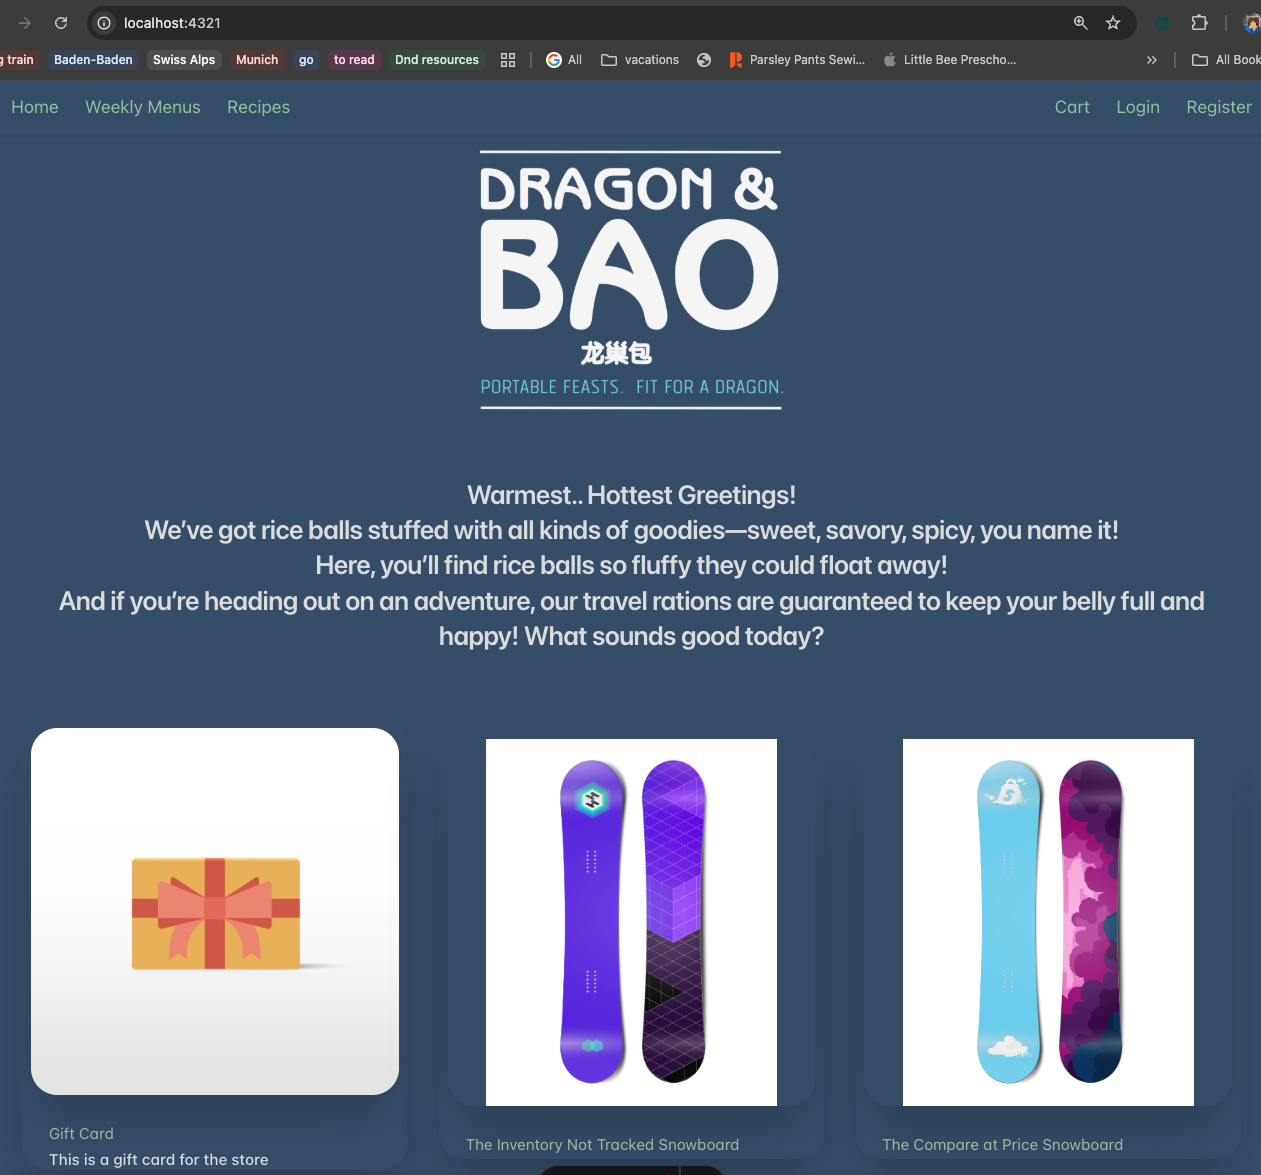 localhost:4321
g train Baden-Baden Swiss Alps Munich go to read Dnd resources All vacations Parsley Pants Sewi... Little Bee Prescho... » All Book
Home Weekly Menus Recipes Cart Login Register
DRAGON &
BAO
龙巢包
PORTABLE FEASTS. FIT FOR A DRAGON.
Warmest.. Hottest Greetings!
We’ve got rice balls stuffed with all kinds of goodies—sweet, savory, spicy, you name it!
Here, you’ll find rice balls so fluffy they could float away!
And if you’re heading out on an adventure, our travel rations are guaranteed to keep your belly full and
happy! What sounds good today?
Gift Card
This is a gift card for the store
The Inventory Not Tracked Snowboard
The Compare at Price Snowboard